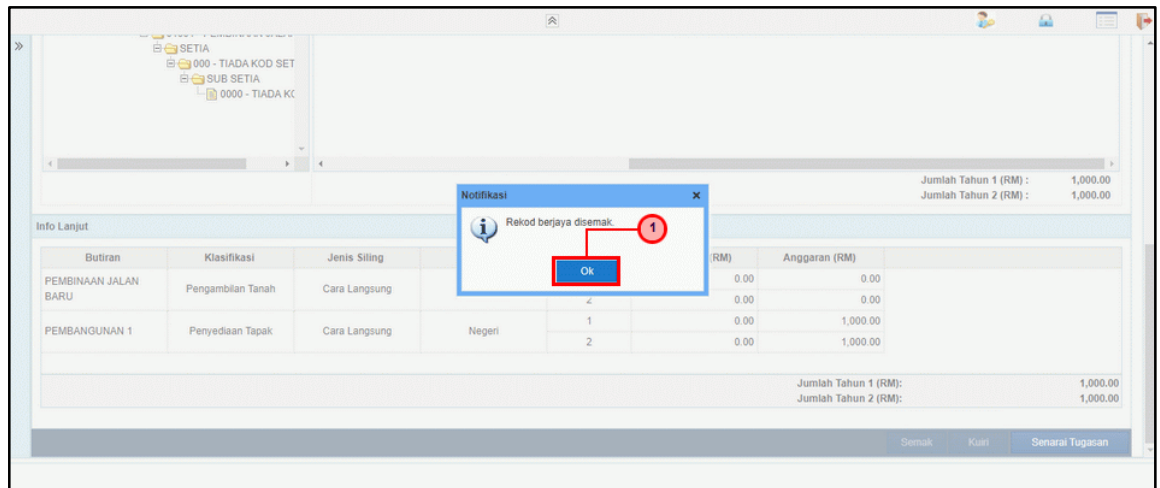 SETIA
000 - TIADA KOD SET
SUB SETIA
0000 - TIADA KO
Jumlah Tahun 1 (RM) : 1,000.00
Jumlah Tahun 2 (RM) : 1,000.00
Notifikasi
Rekod berjaya disemak.
1
Ok
Info Lanjut
Butiran Klasifikasi Jenis Siling (RM) Anggaran (RM)
PEMBINAAN JALAN BARU Pengambilan Tanah Cara Langsung 0.00 0.00
2 0.00 0.00
PEMBANGUNAN 1 Penyediaan Tapak Cara Langsung Negeri 1 0.00 1,000.00
2 0.00 1,000.00
Jumlah Tahun 1 (RM): 1,000.00
Jumlah Tahun 2 (RM): 1,000.00
Semak Kuiri Senarai Tugasan